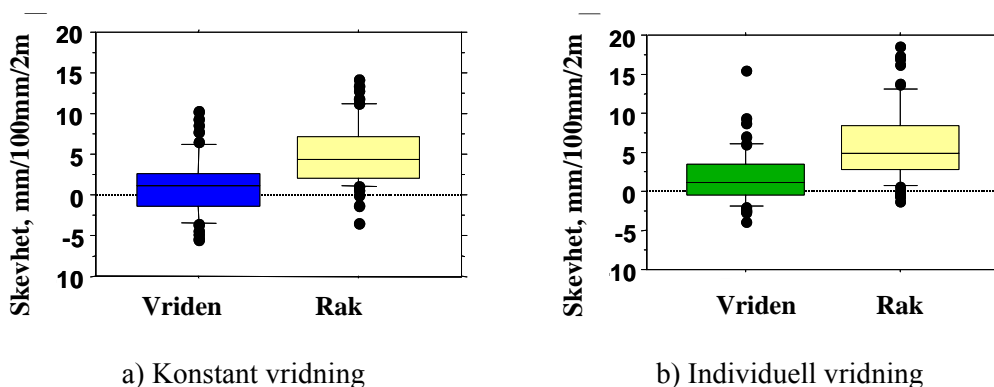 Skevhet, mm/100mm/2m
20
15
10
5
0
-5
10
Vriden Rak
a) Konstant vridning
Skevhet, mm/100mm/2m
20
15
10
5
0
-5
10
Vriden Rak
b) Individuell vridning